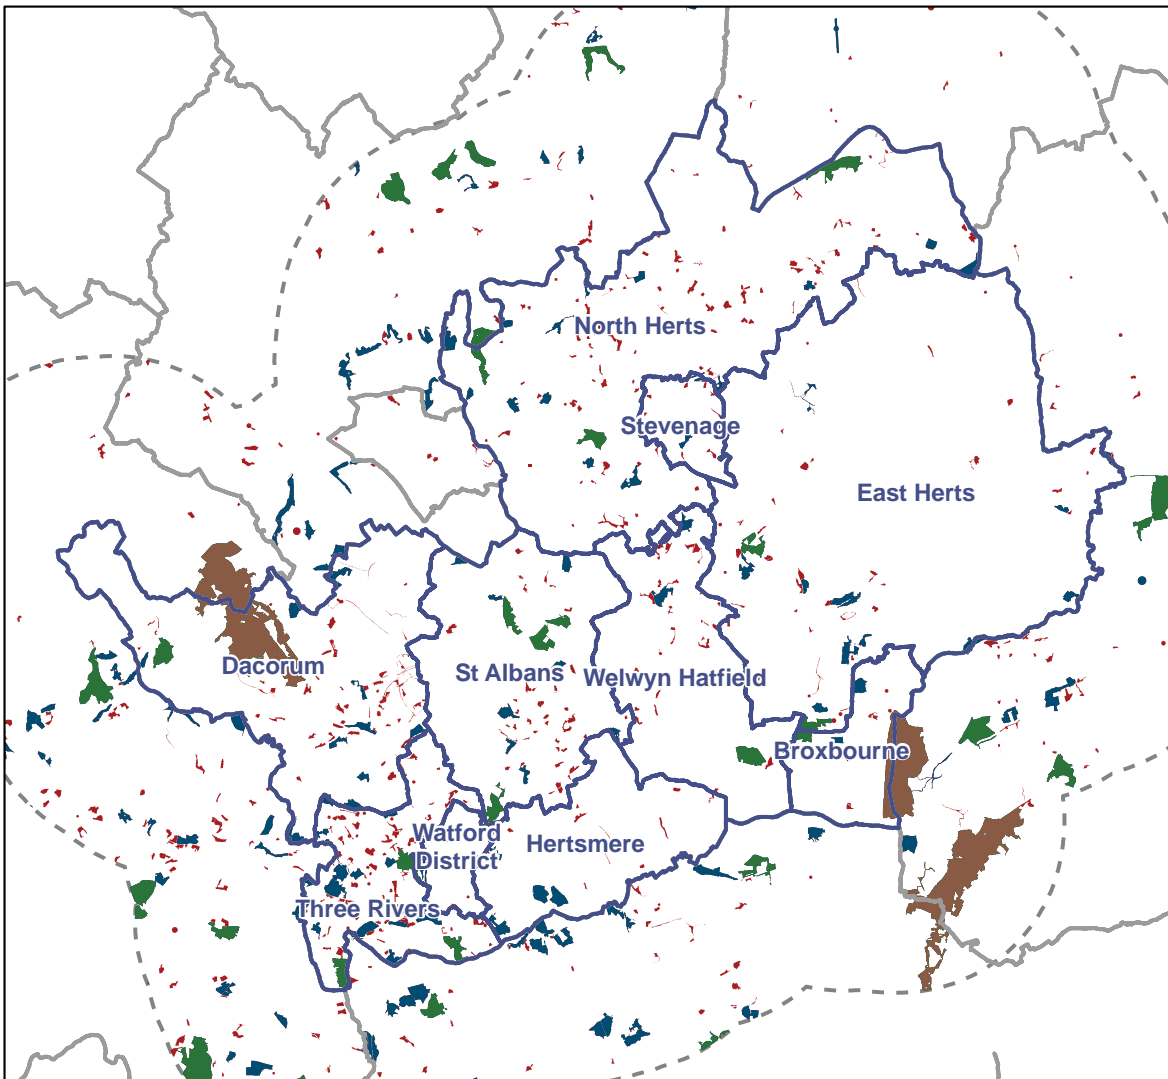 North Herts
Stevenage
East Herts
Dacorum
St Albans
Welwyn Hatfield
Broxbourne
Watford
District
Hertsmere
Three Rivers